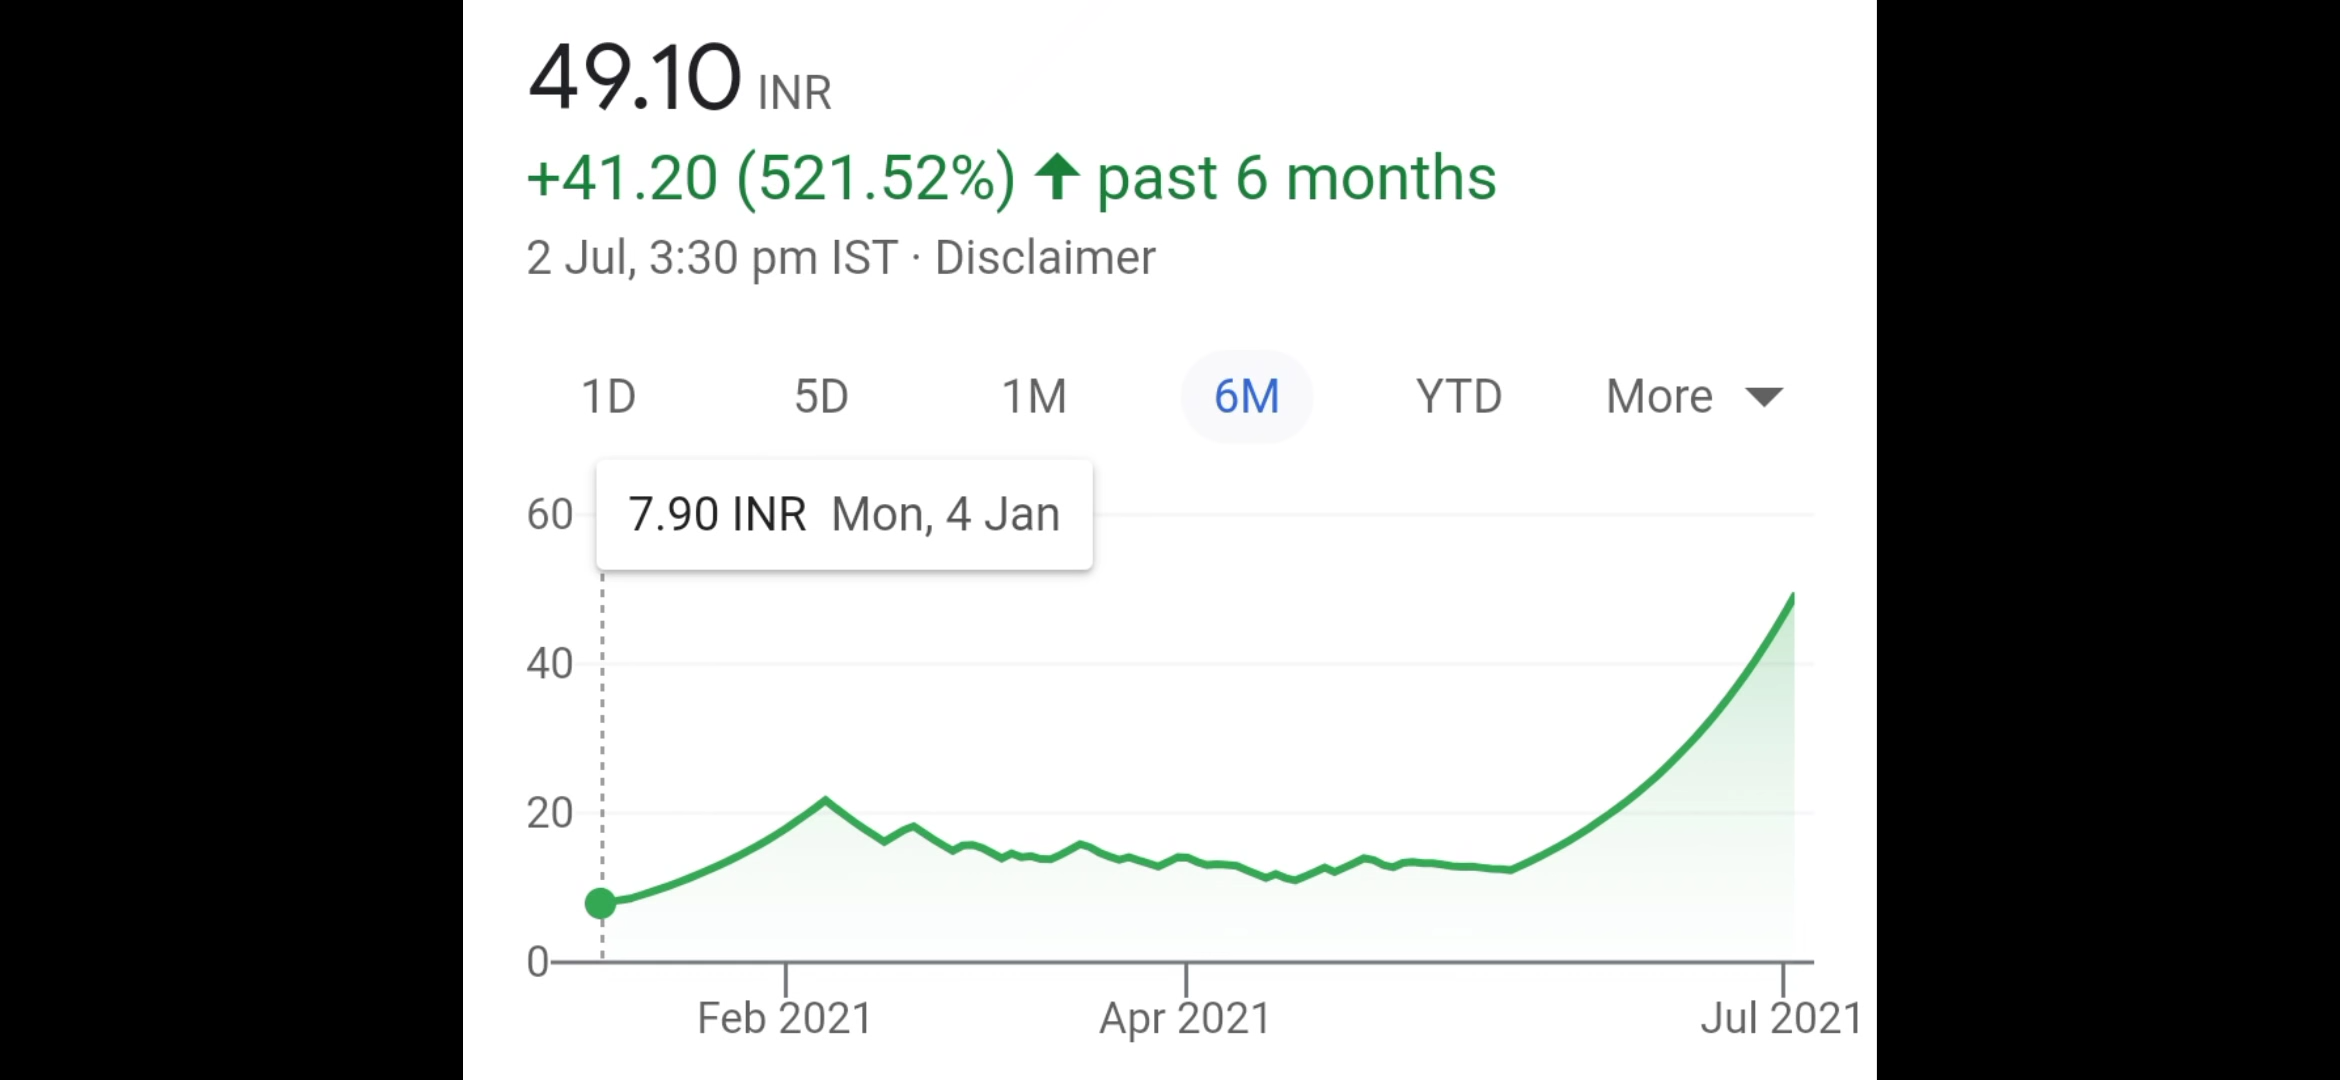 49.10 INR
+41.20 (521.52%) ↑ past 6 months
2 Jul, 3:30 pm IST · Disclaimer
1D 5D 1M 6M YTD More
60 7.90 INR Mon, 4 Jan
40
20
0
Feb 2021 Apr 2021 Jul 2021